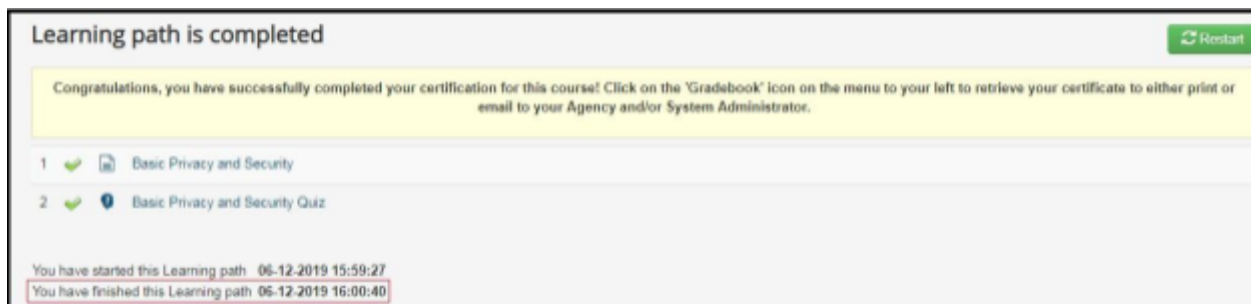 Learning path is completed
Restart
Congratulations, you have successfully completed your certification for this course! Click on the 'Gradebook' icon on the menu to your left to retrieve your certificate to either print or
email to your Agency and/or System Administrator.
1 Basic Privacy and Security
2 Basic Privacy and Security Quiz
You have started this Learning path 06-12-2019 15:59:27
You have finished this Learning path 06-12-2019 16:00:40